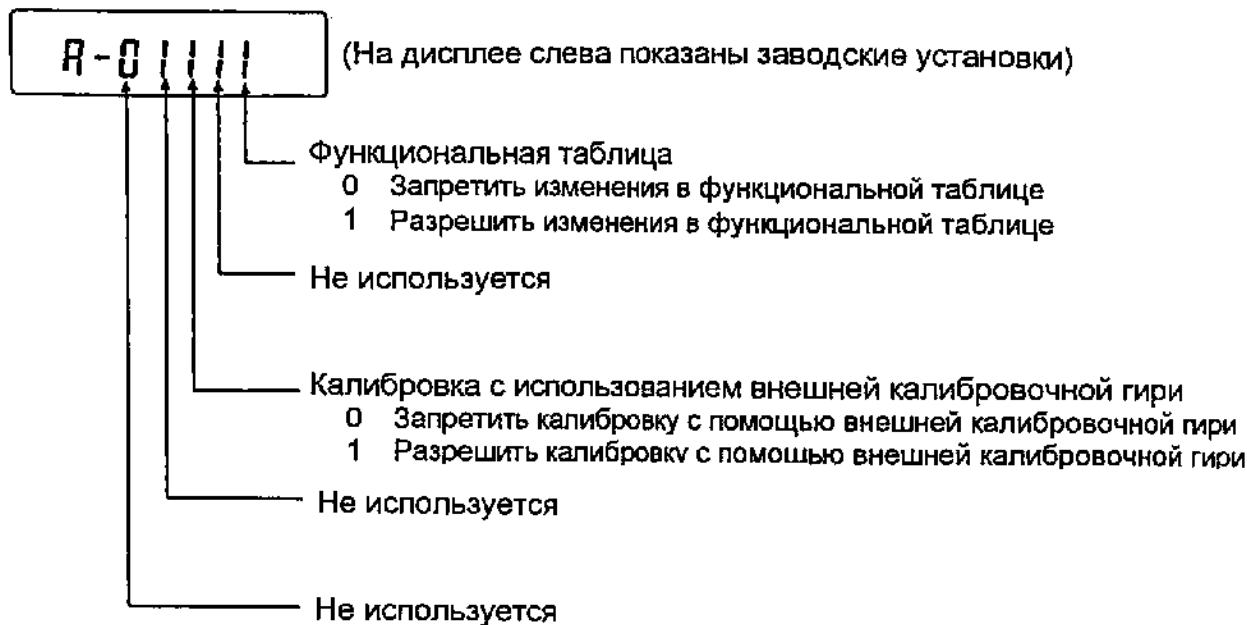 A-01111
(На дисплее слева показаны заводские установки)
Функциональная таблица
0 Запретить изменения в функциональной таблице
1 Разрешить изменения в функциональной таблице
Не используется
Калибровка с использованием внешней калибровочной гири
0 Запретить калибровку с помощью внешней калибровочной гири
1 Разрешить калибровку с помощью внешней калибровочной гири
Не используется
Не используется